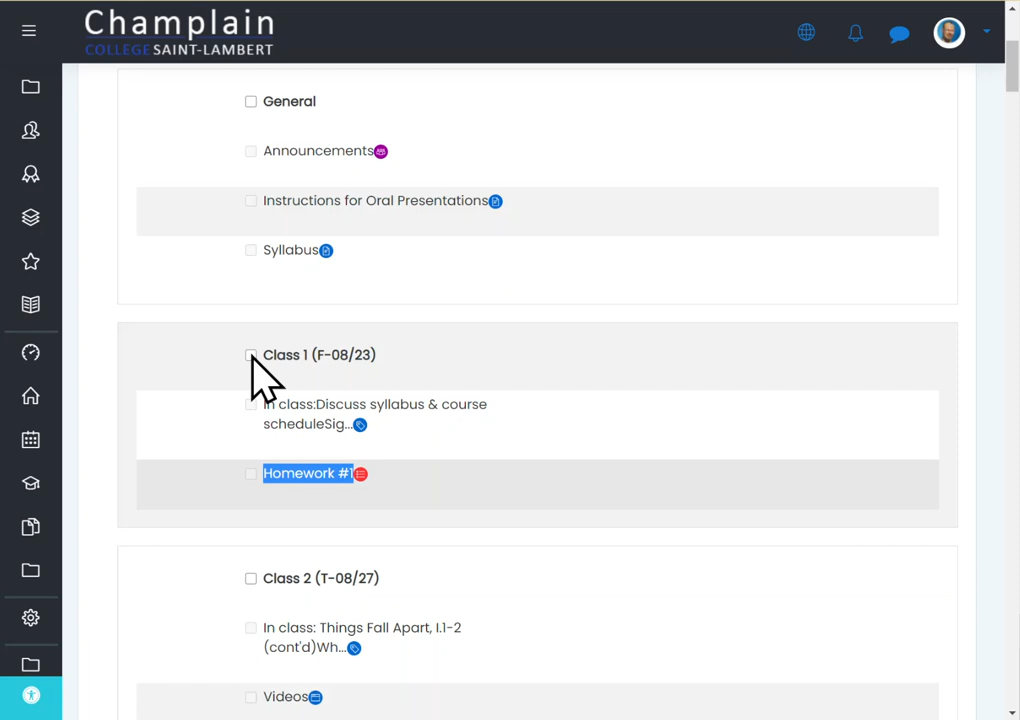 Champlain
COLLEGE SAINT-LAMBERT
General
Announcements
Instructions for Oral Presentations
Syllabus
Class 1 (F-08/23)
In class:Discuss syllabus & course
scheduleSig...
Homework #1
Class 2 (T-08/27)
In class: Things Fall Apart, I.1-2
(cont'd)Wh...
Videos